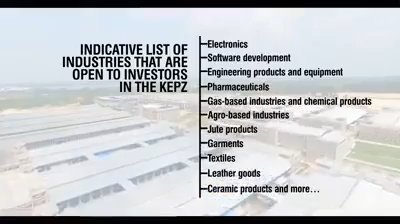 INDICATIVE LIST OF
INDUSTRIES THAT ARE
OPEN TO INVESTORS
IN THE KEPZ
Electronics
Software development
Engineering products and equipment
Pharmaceuticals
Gas-based industries and chemical products
Agro-based industries
Jute products
Garments
Textiles
Leather goods
Ceramic products and more...